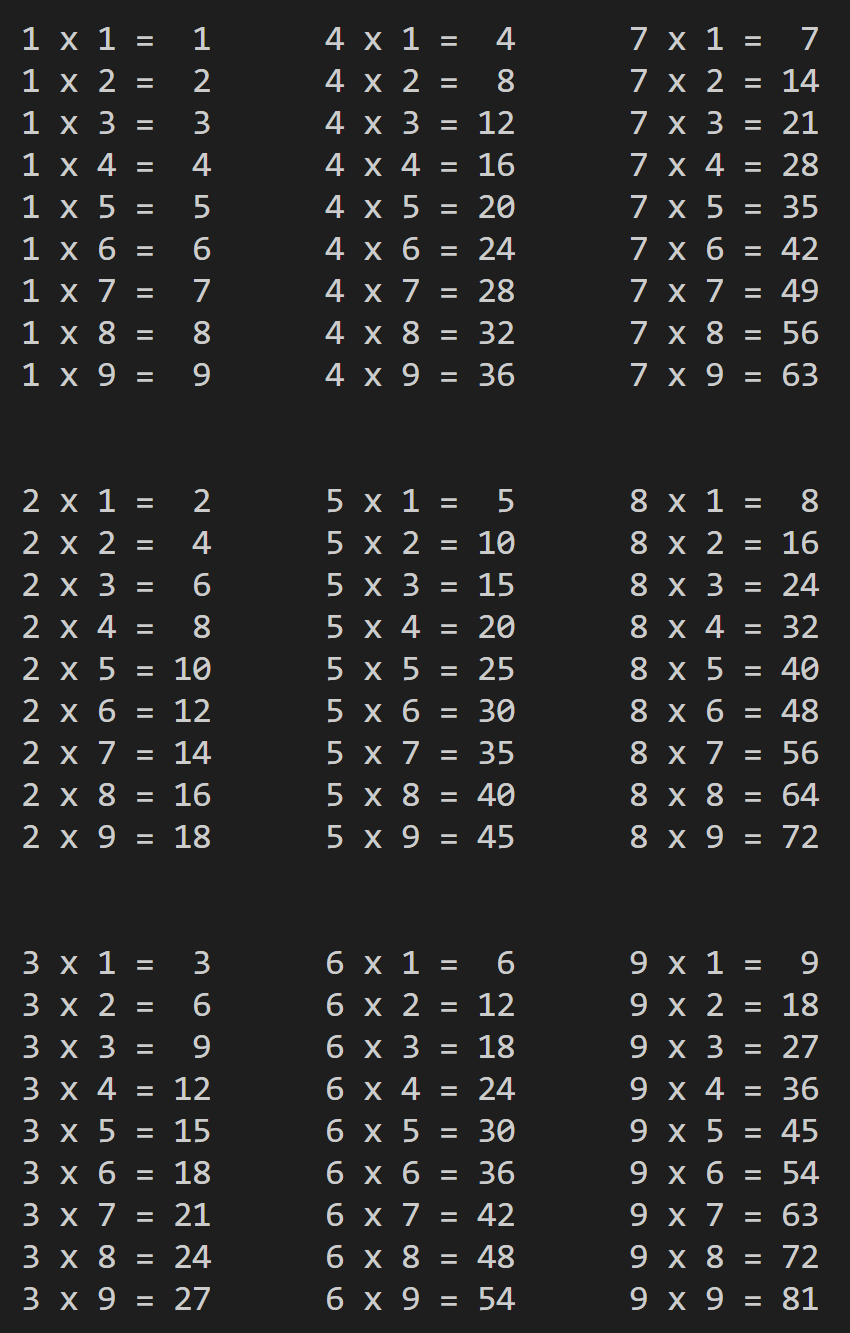 1 x 1 =  1      4 x 1 =  4      7 x 1 =  7
1 x 2 =  2      4 x 2 =  8      7 x 2 = 14
1 x 3 =  3      4 x 3 = 12      7 x 3 = 21
1 x 4 =  4      4 x 4 = 16      7 x 4 = 28
1 x 5 =  5      4 x 5 = 20      7 x 5 = 35
1 x 6 =  6      4 x 6 = 24      7 x 6 = 42
1 x 7 =  7      4 x 7 = 28      7 x 7 = 49
1 x 8 =  8      4 x 8 = 32      7 x 8 = 56
1 x 9 =  9      4 x 9 = 36      7 x 9 = 63
2 x 1 =  2      5 x 1 =  5      8 x 1 =  8
2 x 2 =  4      5 x 2 = 10      8 x 2 = 16
2 x 3 =  6      5 x 3 = 15      8 x 3 = 24
2 x 4 =  8      5 x 4 = 20      8 x 4 = 32
2 x 5 = 10      5 x 5 = 25      8 x 5 = 40
2 x 6 = 12      5 x 6 = 30      8 x 6 = 48
2 x 7 = 14      5 x 7 = 35      8 x 7 = 56
2 x 8 = 16      5 x 8 = 40      8 x 8 = 64
2 x 9 = 18      5 x 9 = 45      8 x 9 = 72
3 x 1 =  3      6 x 1 =  6      9 x 1 =  9
3 x 2 =  6      6 x 2 = 12      9 x 2 = 18
3 x 3 =  9      6 x 3 = 18      9 x 3 = 27
3 x 4 = 12      6 x 4 = 24      9 x 4 = 36
3 x 5 = 15      6 x 5 = 30      9 x 5 = 45
3 x 6 = 18      6 x 6 = 36      9 x 6 = 54
3 x 7 = 21      6 x 7 = 42      9 x 7 = 63
3 x 8 = 24      6 x 8 = 48      9 x 8 = 72
3 x 9 = 27      6 x 9 = 54      9 x 9 = 81